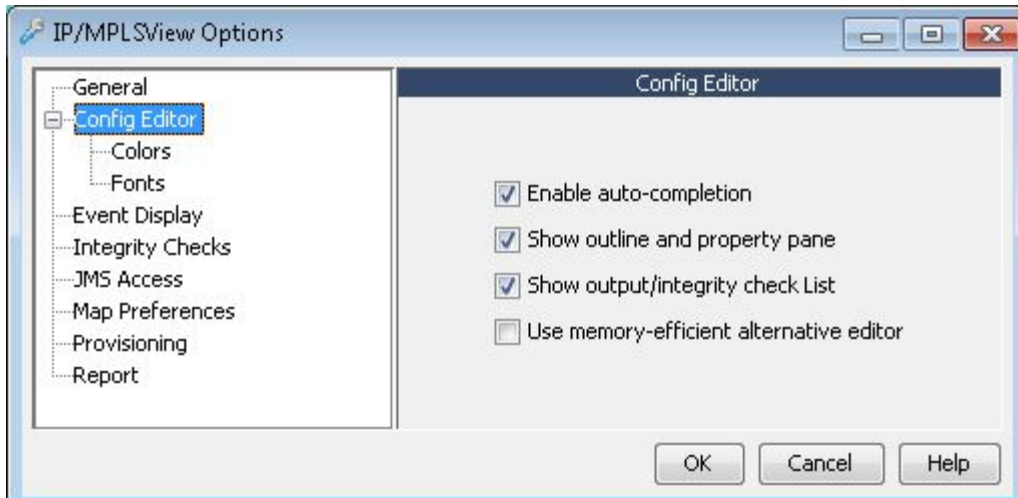 IP/MPLSView Options
General
Config Editor
Colors
Fonts
Event Display
Integrity Checks
JMS Access
Map Preferences
Provisioning
Report
Config Editor
Enable auto-completion
Show outline and property pane
Show output/integrity check List
Use memory-efficient alternative editor
OK Cancel Help